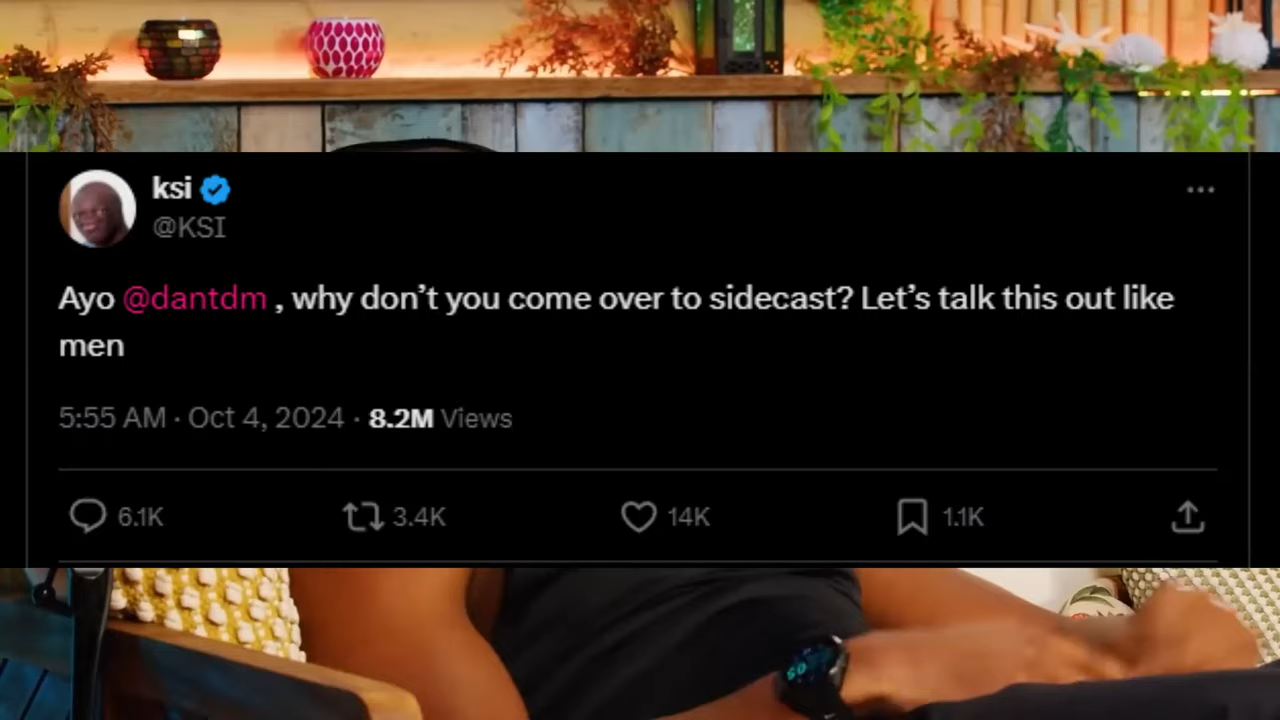 ksi
@KSI
Ayo @dantdm , why don’t you come over to sidecast? Let’s talk this out like
men
5:55 AM · Oct 4, 2024 · 8.2M Views
6.1K 3.4K 14K 1.1K